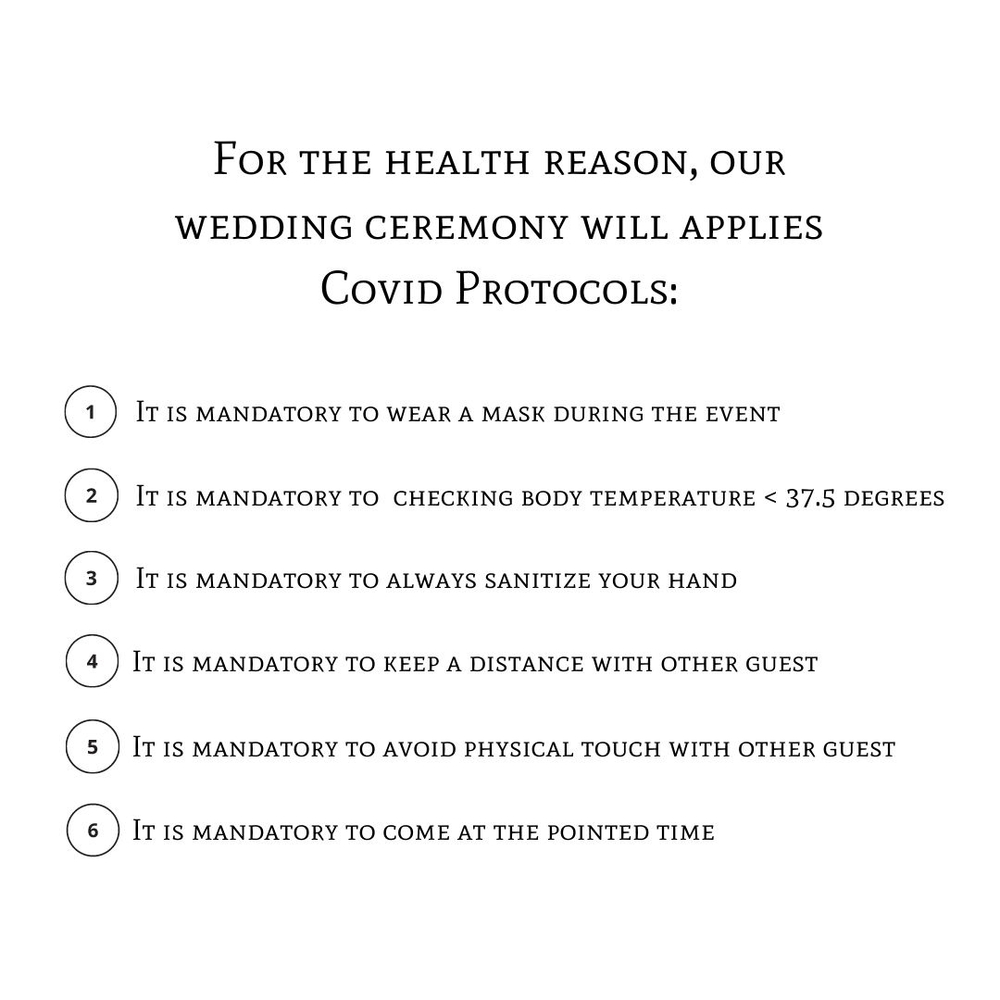 For the health reason, our
wedding ceremony will applies
Covid Protocols:
1 It is mandatory to wear a mask during the event
2 It is mandatory to checking body temperature < 37.5 degrees
3 It is mandatory to always sanitize your hand
4 It is mandatory to keep a distance with other guest
5 It is mandatory to avoid physical touch with other guest
6 It is mandatory to come at the pointed time